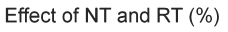 Effect of NT and RT (%)